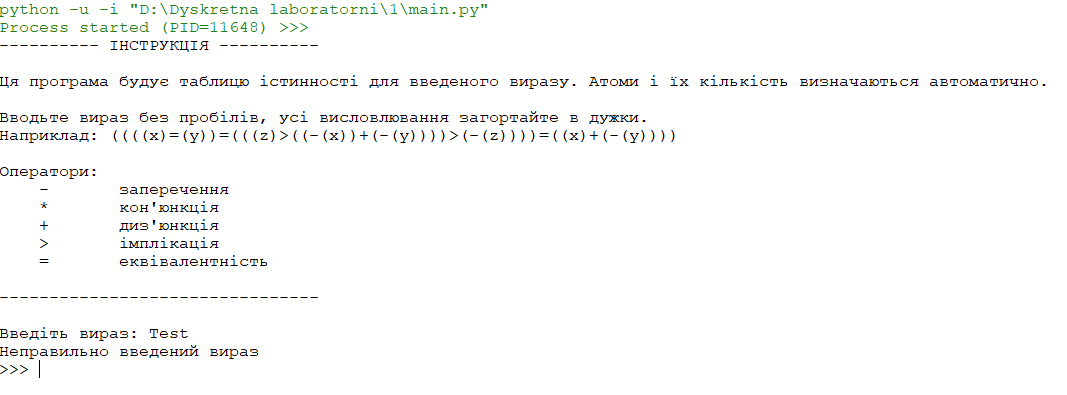 python -u -i "D:\Dyskretna laboratorni\1\main.py"
Process started (PID=11648) >>>
---------- ІНСТРУКЦІЯ ----------
Ця програма будує таблицю істинності для введеного виразу. Атоми і їх кількість визначаються автоматично.
Вводьте вираз без пробілів, усі висловлювання загортайте в дужки.
Наприклад: ((((x)=(y))=(((z)>((-(x))+(-(y))))>(-(z))))=((x)+(-(y))))
Оператори:
- заперечення
* кон'юнкція
+ диз'юнкція
> імплікація
= еквівалентність
--------------------------------
Введіть вираз: Test
Неправильно введений вираз
>>>